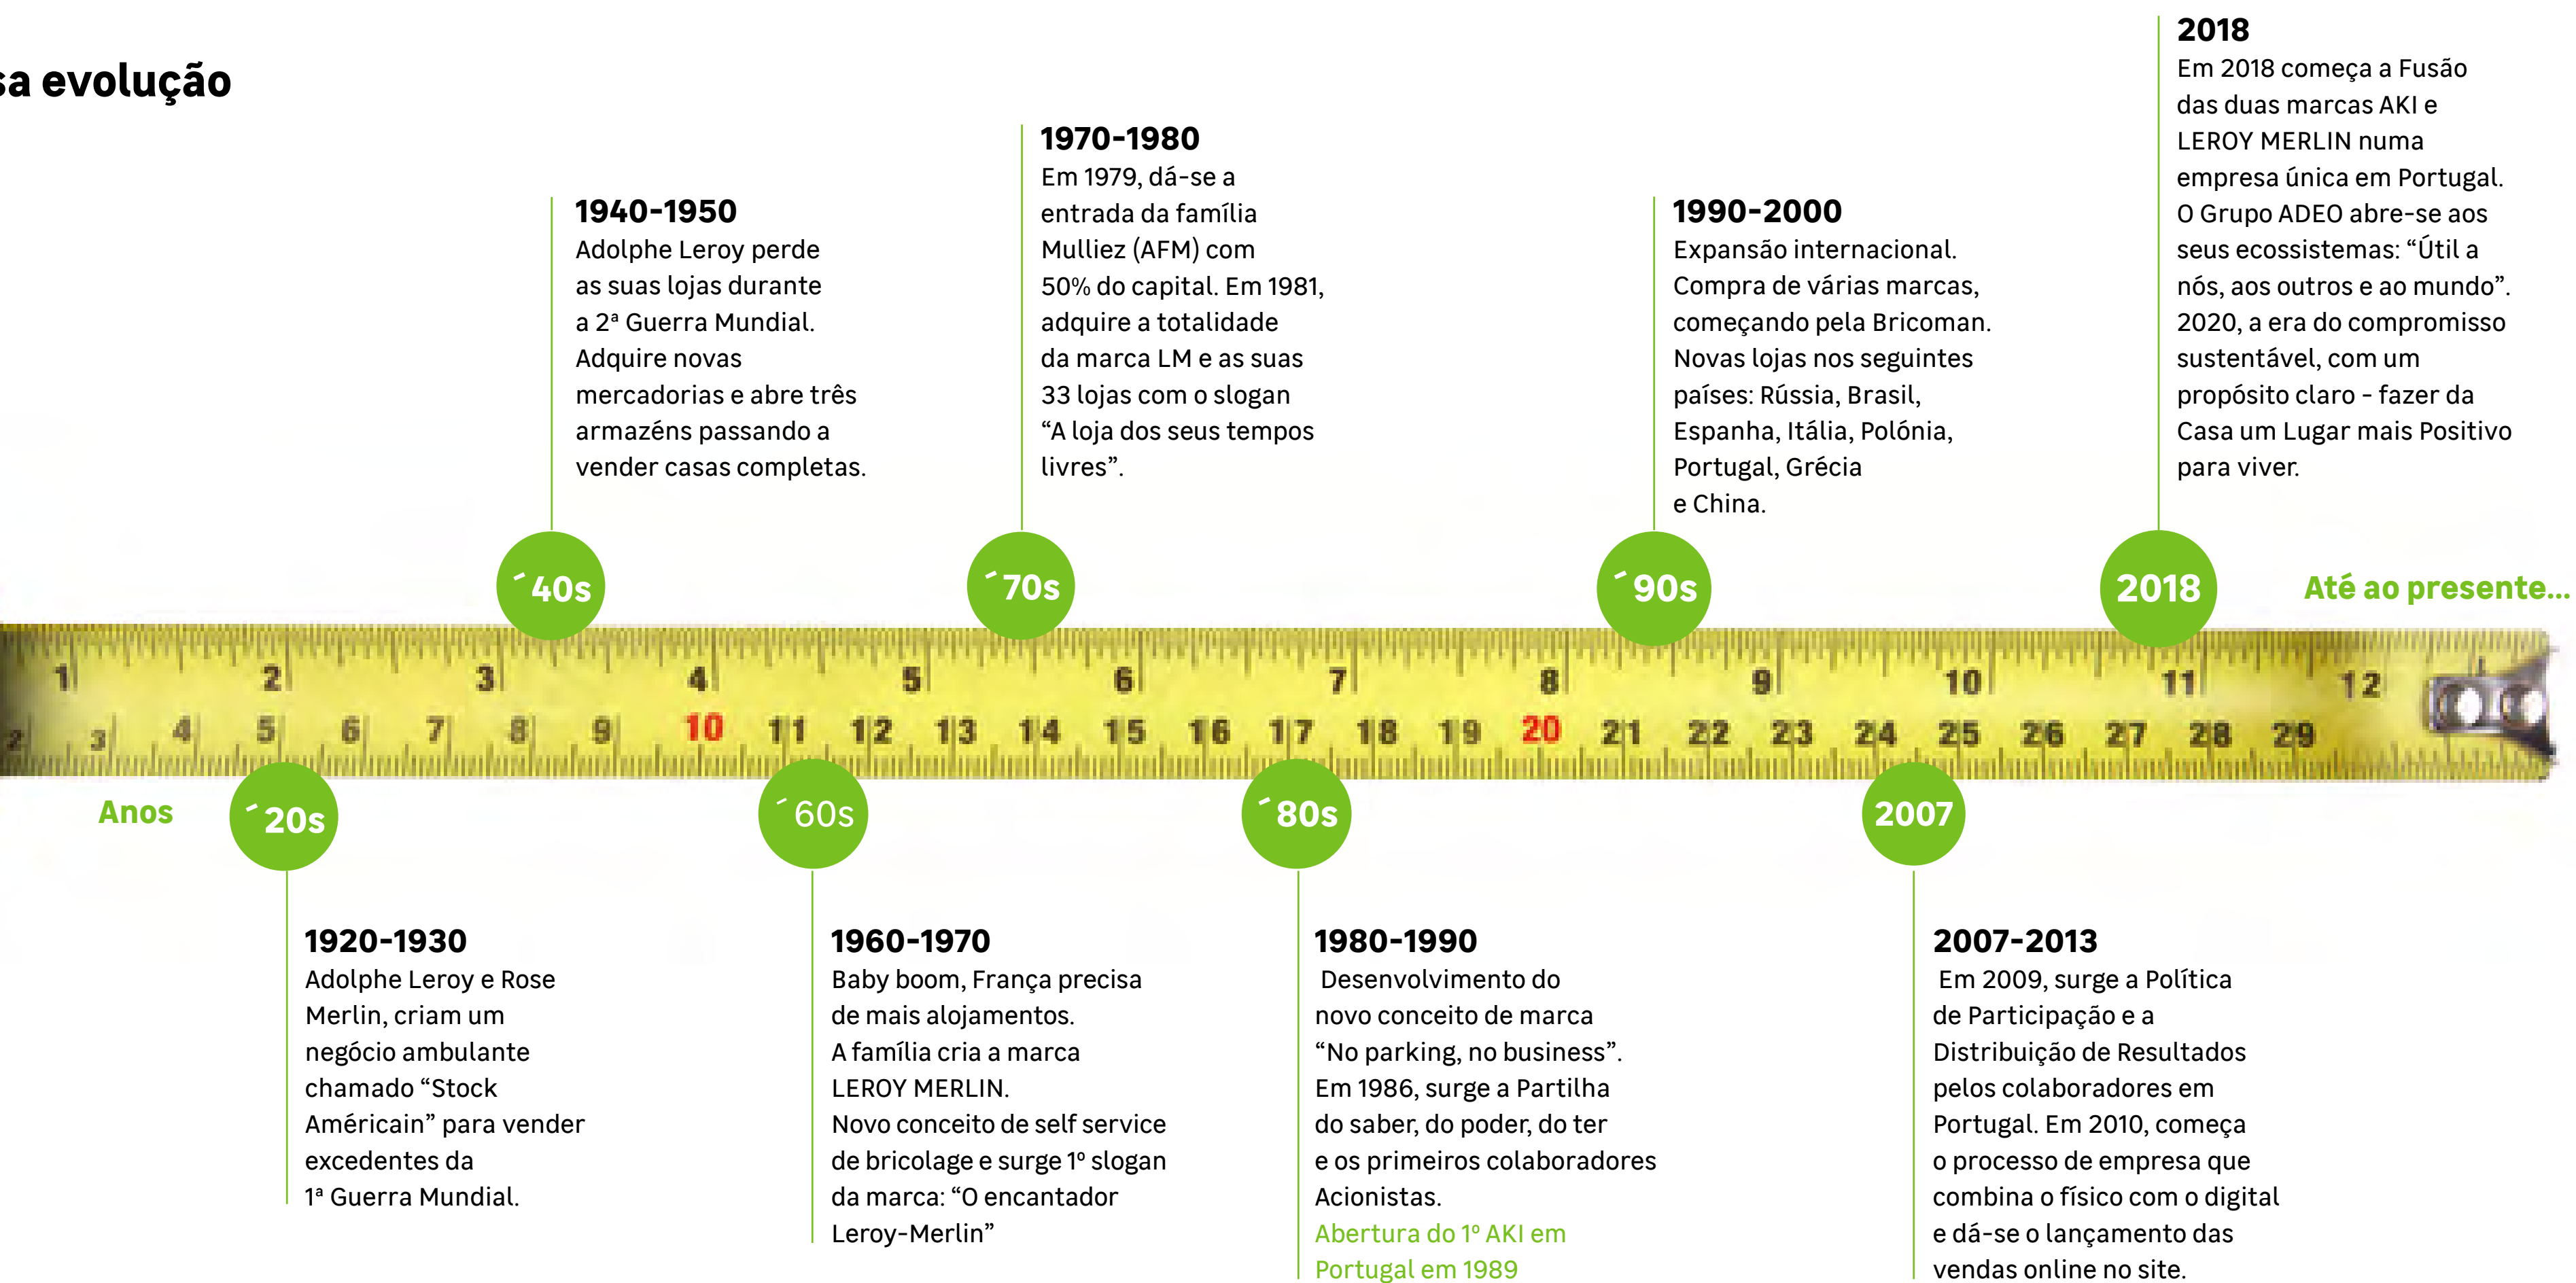 sa evolução
2018
Em 2018 começa a Fusão
das duas marcas AKI e
LEROY MERLIN numa
empresa única em Portugal.
O Grupo ADEO abre-se aos
seus ecossistemas: “Útil a
nós, aos outros e ao mundo”.
2020, a era do compromisso
sustentável, com um
propósito claro - fazer da
Casa um Lugar mais Positivo
para viver.
1970-1980
Em 1979, dá-se a
entrada da família
Mulliez (AFM) com
50% do capital. Em 1981,
adquire a totalidade
da marca LM e as suas
33 lojas com o slogan
“A loja dos seus tempos
livres”.
1940-1950
Adolphe Leroy perde
as suas lojas durante
a 2ª Guerra Mundial.
Adquire novas
mercadorias e abre três
armazéns passando a
vender casas completas.
1990-2000
Expansão internacional.
Compra de várias marcas,
começando pela Bricoman.
Novas lojas nos seguintes
países: Rússia, Brasil,
Espanha, Itália, Polónia,
Portugal, Grécia
e China.
´40s
´70s
´90s
2018
Até ao presente...
1 2 3 4 5 6 7 8 9 10 11 12
2 3 4 5 6 7 8 9 10 11 12 13 14 15 16 17 18 19 20 21 22 23 24 25 26 27 28 29
Anos
´20s
´60s
´80s
2007
1920-1930
Adolphe Leroy e Rose
Merlin, criam um
negócio ambulante
chamado “Stock
Américain” para vender
excedentes da
1ª Guerra Mundial.
1960-1970
Baby boom, França precisa
de mais alojamentos.
A família cria a marca
LEROY MERLIN.
Novo conceito de self service
de bricolage e surge 1º slogan
da marca: “O encantador
Leroy-Merlin”
1980-1990
Desenvolvimento do
novo conceito de marca
“No parking, no business”.
Em 1986, surge a Partilha
do saber, do poder, do ter
e os primeiros colaboradores
Acionistas.
Abertura do 1º AKI em
Portugal em 1989
2007-2013
Em 2009, surge a Política
de Participação e a
Distribuição de Resultados
pelos colaboradores em
Portugal. Em 2010, começa
o processo de empresa que
combina o físico com o digital
e dá-se o lançamento das
vendas online no site.